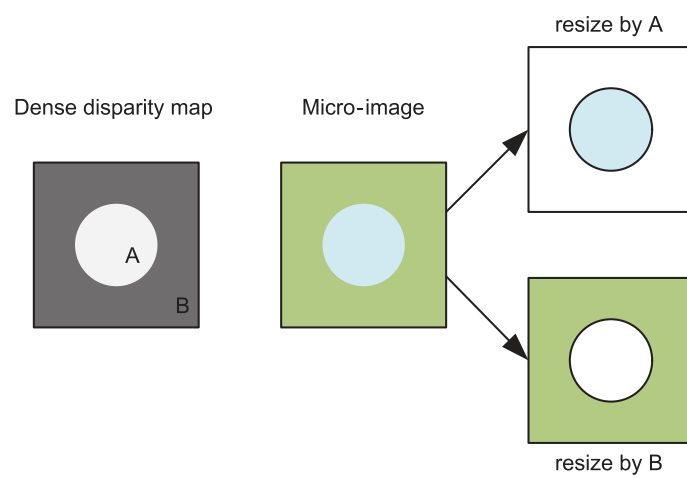 resize by A
Dense disparity map
Micro-image
A
B
resize by B